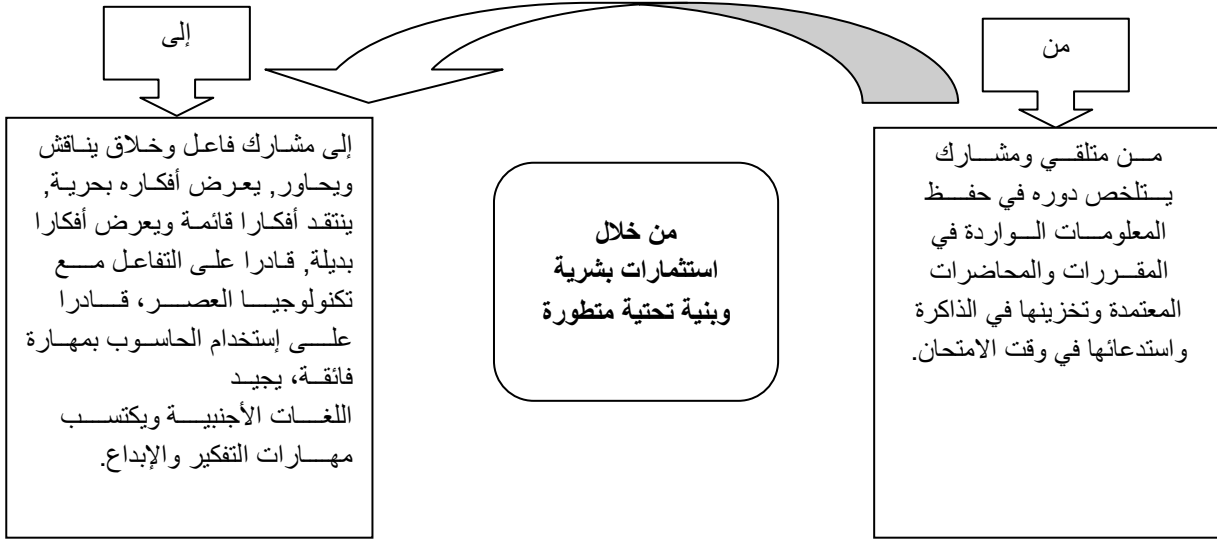 من
من متلقي ومشارك
يتلخص دوره في حفظ
المعلومات الواردة في
المقررات والمحاضرات
المعتمدة وتخزينها في الذاكرة
واستدعائها في وقت الامتحان.
من خلال
استثمارات بشرية
وبنية تحتية متطورة
إلى
إلى مشارك فاعل وخلاق يناقش
ويحاور, يعرض أفكاره بحرية,
ينتقد أفكارا قائمة ويعرض أفكارا
بديلة, قادرا على التفاعل مع
تكنولوجيا العصر، قادرا
على إستخدام الحاسوب بمهارة
فائقة، يجيد
اللغات الأجنبية ويكتسب
مهارات التفكير والإبداع.